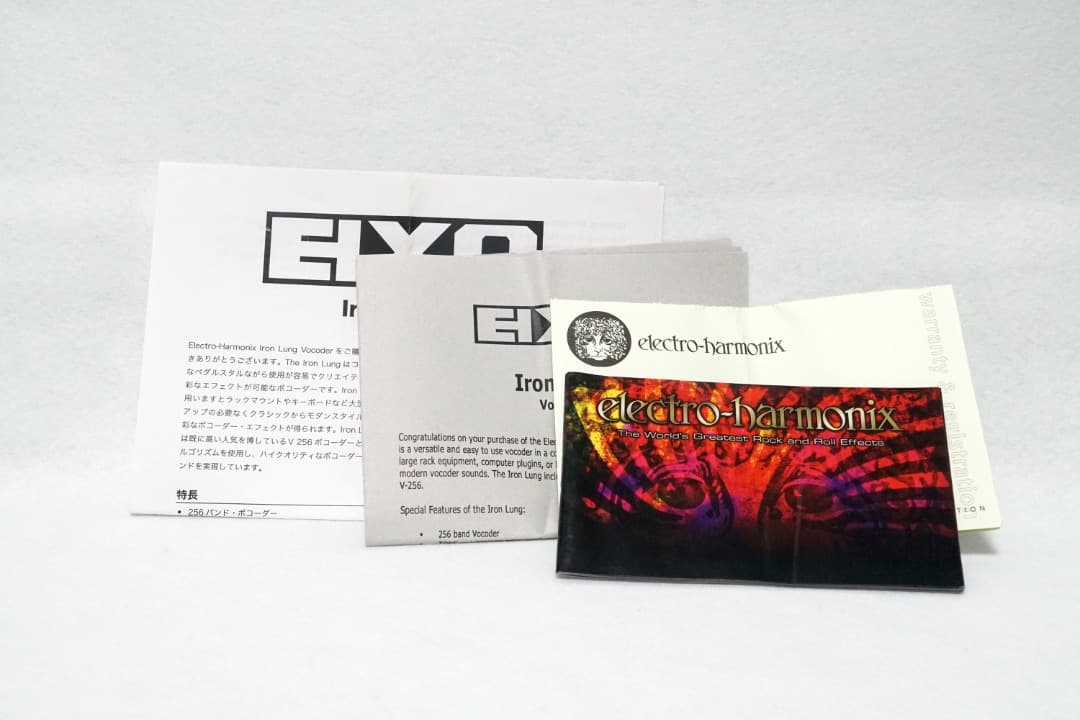 EHX
Ir
Electro-Harmonix Iron Lung Vocoder をご購
きありがとうございます。The Iron Lung はコ
なペダルスタルながら使用が容易でクリエイテ
彩なエフェクトが可能なボコーダーです。Iron
用いますとラックマウントやキーボードなど大型
アップの必要なくクラシックからモダンスタイル
彩なボコーダー・エフェクトが得られます。Iron L
は既に高い人気を博しているV 256 ボコーダーと
ルゴリズムを使用し、ハイクオリティなボコーダー
ンドを実現しています。
特長
• 256 バンド・ボコーダー
EHX
Iron
Vo
Congratulations on your purchase of the Elec
is a versatile and easy to use vocoder in a co
large rack equipment, computer plugins, or
modern vocoder sounds. The Iron Lung inclu
V-256.
Special Features of the Iron Lung:
• 256 band Vocoder
electro-harmonix
warranty & registration
TION
electro-harmonix
The World's Greatest Rock and Roll Effects